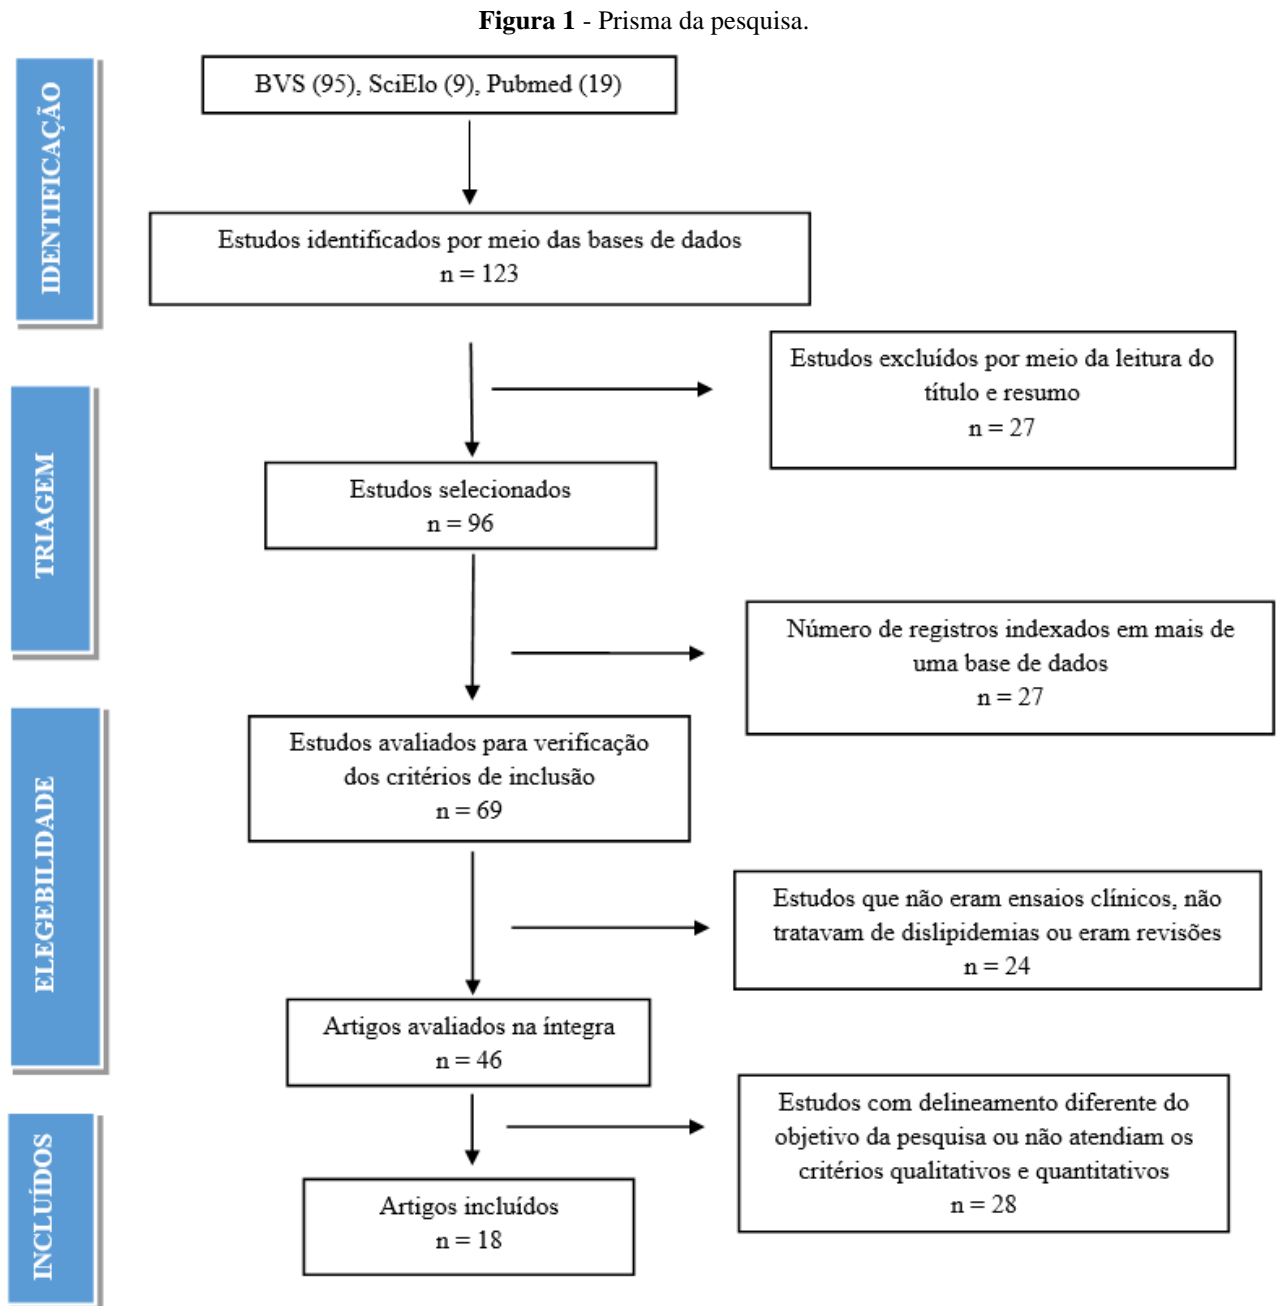 Figura 1 - Prisma da pesquisa.
IDENTIFICAÇÃO
BVS (95), SciElo (9), Pubmed (19)
Estudos identificados por meio das bases de dados
n = 123
Estudos excluídos por meio da leitura do
título e resumo
n = 27
TRIAGEM
Estudos selecionados
n = 96
Número de registros indexados em mais de
uma base de dados
n = 27
ELEGEBILIDADE
Estudos avaliados para verificação
dos critérios de inclusão
n = 69
Estudos que não eram ensaios clínicos, não
tratavam de dislipidemias ou eram revisões
n = 24
Artigos avaliados na íntegra
n = 46
Estudos com delineamento diferente do
objetivo da pesquisa ou não atendiam os
critérios qualitativos e quantitativos
n = 28
INCLUÍDOS
Artigos incluídos
n = 18